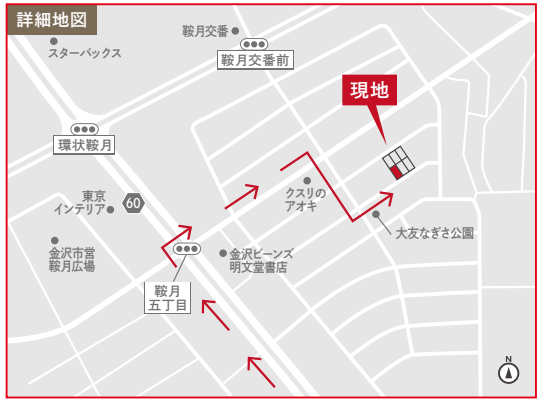 詳細地図
スターバックス
鞍月交番
鞍月交番前
現地
環状鞍月
東京
インテリア
60
クスリの
アオキ
大友なぎさ公園
金沢市営
鞍月広場
金沢ビーンズ
明文堂書店
鞍月
五丁目
N